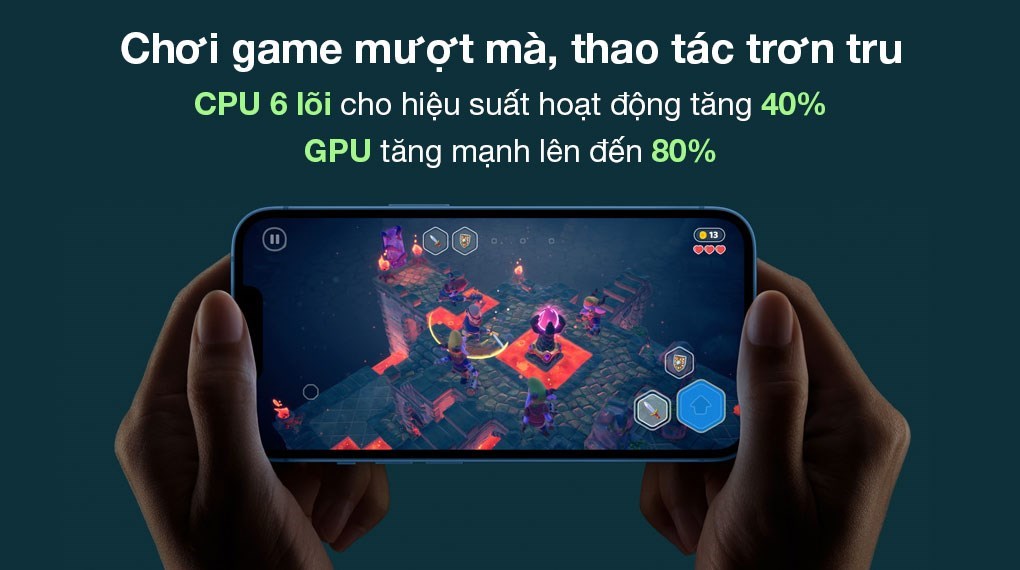 Chơi game mượt mà, thao tác trơn tru
CPU 6 lõi cho hiệu suất hoạt động tăng 40%
GPU tăng mạnh lên đến 80%
13